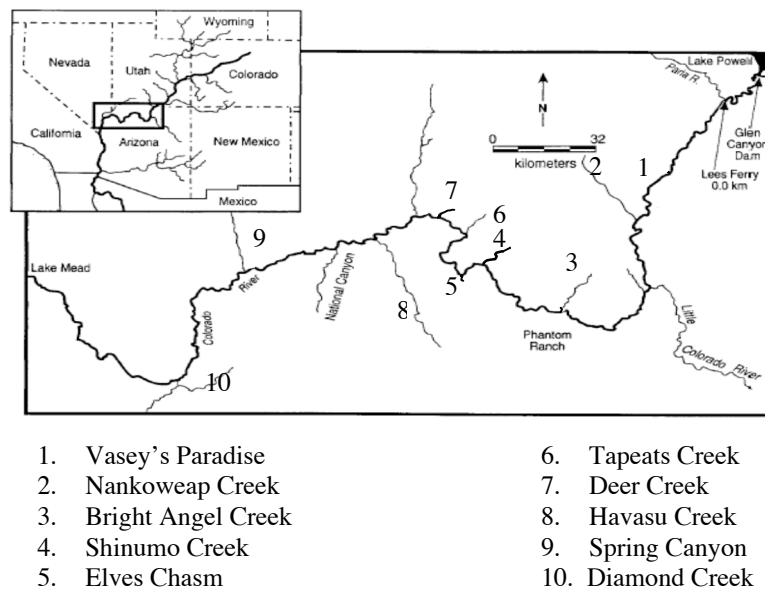 Wyoming
Nevada
Utah
Colorado
California
Arizona
New Mexico
Mexico
Lake Powell
Paria R.
N
Glen
Canyon
Dam
0 32
kilometers
Lees Ferry
0.0 km
1
2
7
6
4
3
5
9
8
10
Lake Mead
Colorado
River
National Canyon
Phantom
Ranch
Little
Colorado River
1. Vasey's Paradise
2. Nankoweap Creek
3. Bright Angel Creek
4. Shinumo Creek
5. Elves Chasm
6. Tapeats Creek
7. Deer Creek
8. Havasu Creek
9. Spring Canyon
10. Diamond Creek